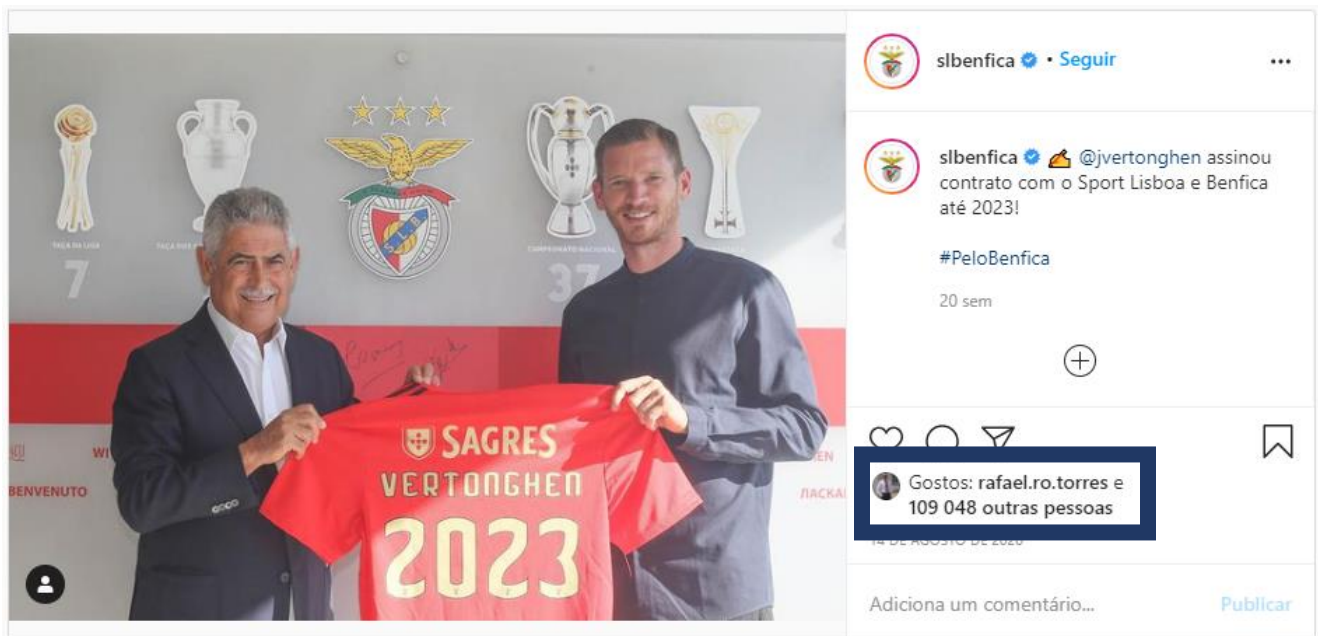 slbenfica • Seguir
slbenfica ✍ @jvertonghen assinou
contrato com o Sport Lisboa e Benfica
até 2023!
#PeloBenfica
20 sem
Gostos: rafael.ro.torres e
109 048 outras pessoas
14 DE AGOSTO DE 2020
Adiciona um comentário... Publicar
TAÇA DA LIGA
7
CAMPEONATO NACIONAL
37
SLB
WI
BENVENUTO
SAGRES
VERTONGHEN
2023